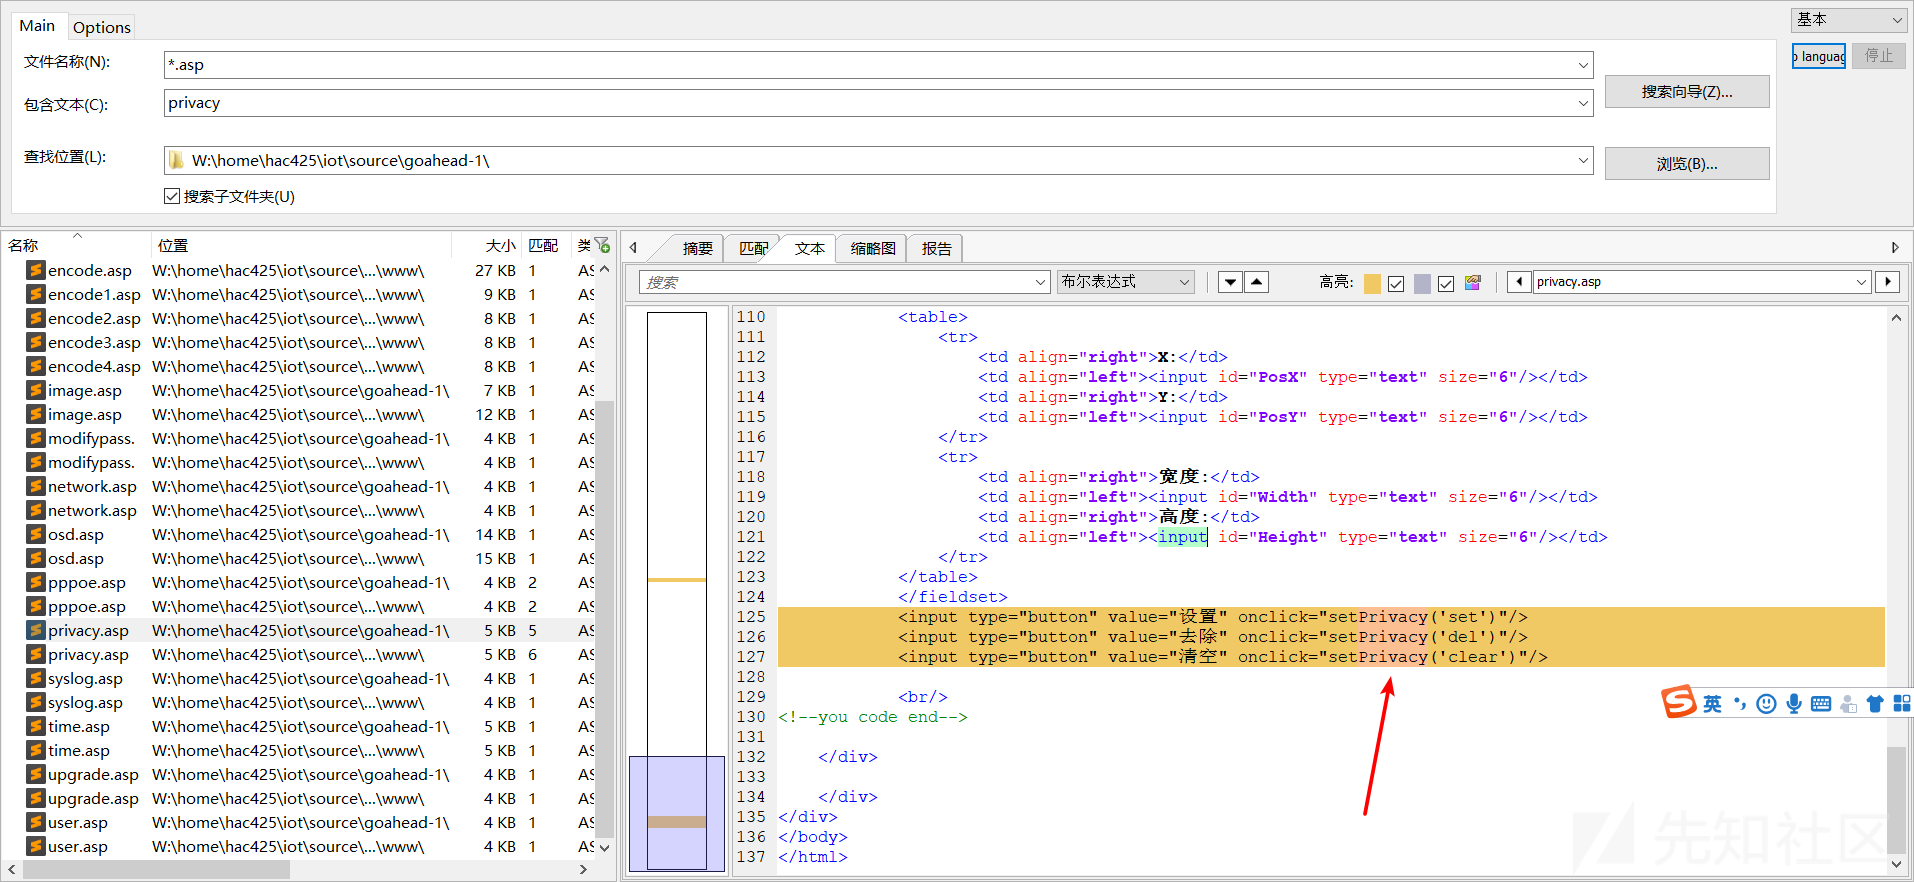 Main
Options
基本
文件名称(N):
*.asp
languag
停止
包含文本(C):
privacy
搜索向导(Z)...
查找位置(L):
W:\home\hac425\iot\source\goahead-1\
浏览(B)...
搜索子文件夹(U)
名称 位置 大小 匹配 类
encode.asp W:\home\hac425\iot\source\...\www\ 27 KB 1 AS
encode1.asp W:\home\hac425\iot\source\...\www\ 9 KB 1 AS
encode2.asp W:\home\hac425\iot\source\...\www\ 8 KB 1 AS
encode3.asp W:\home\hac425\iot\source\...\www\ 8 KB 1 AS
encode4.asp W:\home\hac425\iot\source\...\www\ 8 KB 1 AS
image.asp W:\home\hac425\iot\source\goahead-1\ 7 KB 1 AS
image.asp W:\home\hac425\iot\source\...\www\ 12 KB 1 AS
modifypass. W:\home\hac425\iot\source\goahead-1\ 4 KB 1 AS
modifypass. W:\home\hac425\iot\source\...\www\ 4 KB 1 AS
network.asp W:\home\hac425\iot\source\goahead-1\ 4 KB 1 AS
network.asp W:\home\hac425\iot\source\...\www\ 4 KB 1 AS
osd.asp W:\home\hac425\iot\source\goahead-1\ 14 KB 1 AS
osd.asp W:\home\hac425\iot\source\...\www\ 15 KB 1 AS
pppoe.asp W:\home\hac425\iot\source\goahead-1\ 4 KB 2 AS
pppoe.asp W:\home\hac425\iot\source\...\www\ 4 KB 2 AS
privacy.asp W:\home\hac425\iot\source\goahead-1\ 5 KB 5 AS
privacy.asp W:\home\hac425\iot\source\...\www\ 5 KB 6 AS
syslog.asp W:\home\hac425\iot\source\goahead-1\ 4 KB 1 AS
syslog.asp W:\home\hac425\iot\source\...\www\ 4 KB 1 AS
time.asp W:\home\hac425\iot\source\goahead-1\ 5 KB 1 AS
time.asp W:\home\hac425\iot\source\...\www\ 5 KB 1 AS
upgrade.asp W:\home\hac425\iot\source\goahead-1\ 4 KB 1 AS
upgrade.asp W:\home\hac425\iot\source\...\www\ 4 KB 1 AS
user.asp W:\home\hac425\iot\source\goahead-1\ 4 KB 1 AS
user.asp W:\home\hac425\iot\source\...\www\ 4 KB 1 AS
摘要 匹配 文本 缩略图 报告
搜索 布尔表达式 高亮: privacy.asp
110 <table>
111 <tr>
112 <td align="right">X:</td>
113 <td align="left"><input id="PosX" type="text" size="6"/></td>
114 <td align="right">Y:</td>
115 <td align="left"><input id="PosY" type="text" size="6"/></td>
116 </tr>
117 <tr>
118 <td align="right">宽度:</td>
119 <td align="left"><input id="Width" type="text" size="6"/></td>
120 <td align="right">高度:</td>
121 <td align="left"><input id="Height" type="text" size="6"/></td>
122 </tr>
123 </table>
124 </fieldset>
125 <input type="button" value="设置" onclick="setPrivacy('set')"/>
126 <input type="button" value="去除" onclick="setPrivacy('del')"/>
127 <input type="button" value="清空" onclick="setPrivacy('clear')"/>
128
129 <br/>
130 <!--you code end-->
131
132 </div>
133
134 </div>
135 </div>
136 </body>
137 </html>
英
先知社区